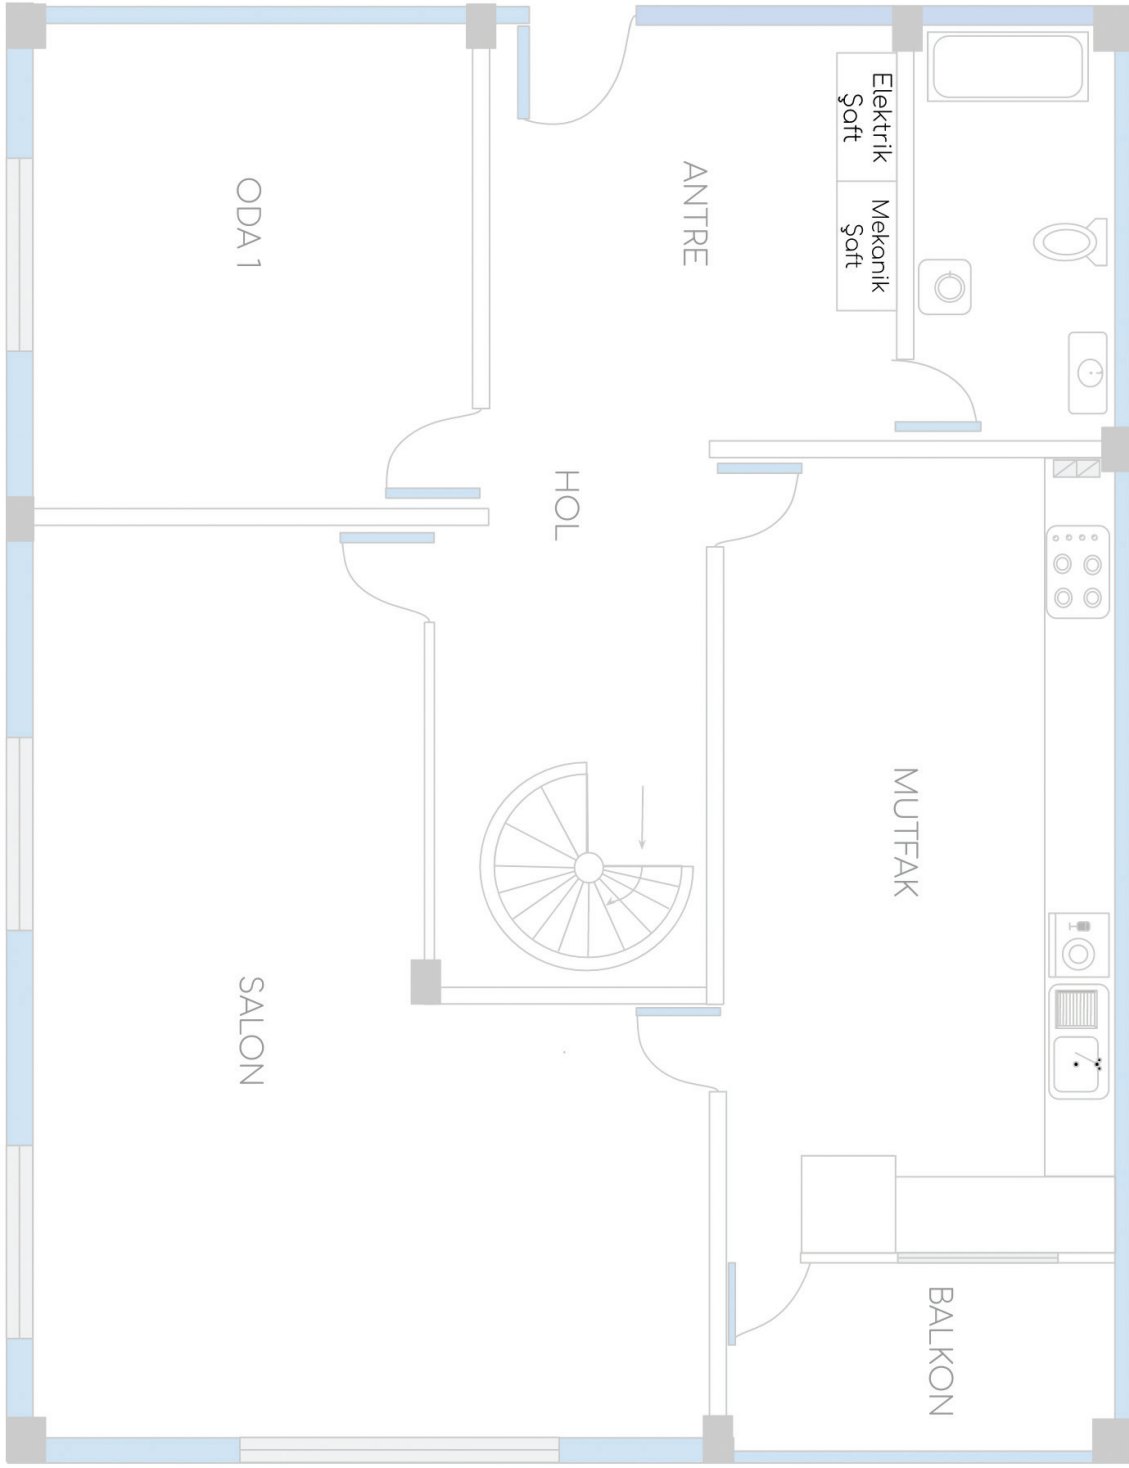 Elektrik
Şaft
Mekanik
Şaft
ANTRE
ODA 1
HOL
MUTFAK
SALON
BALKON